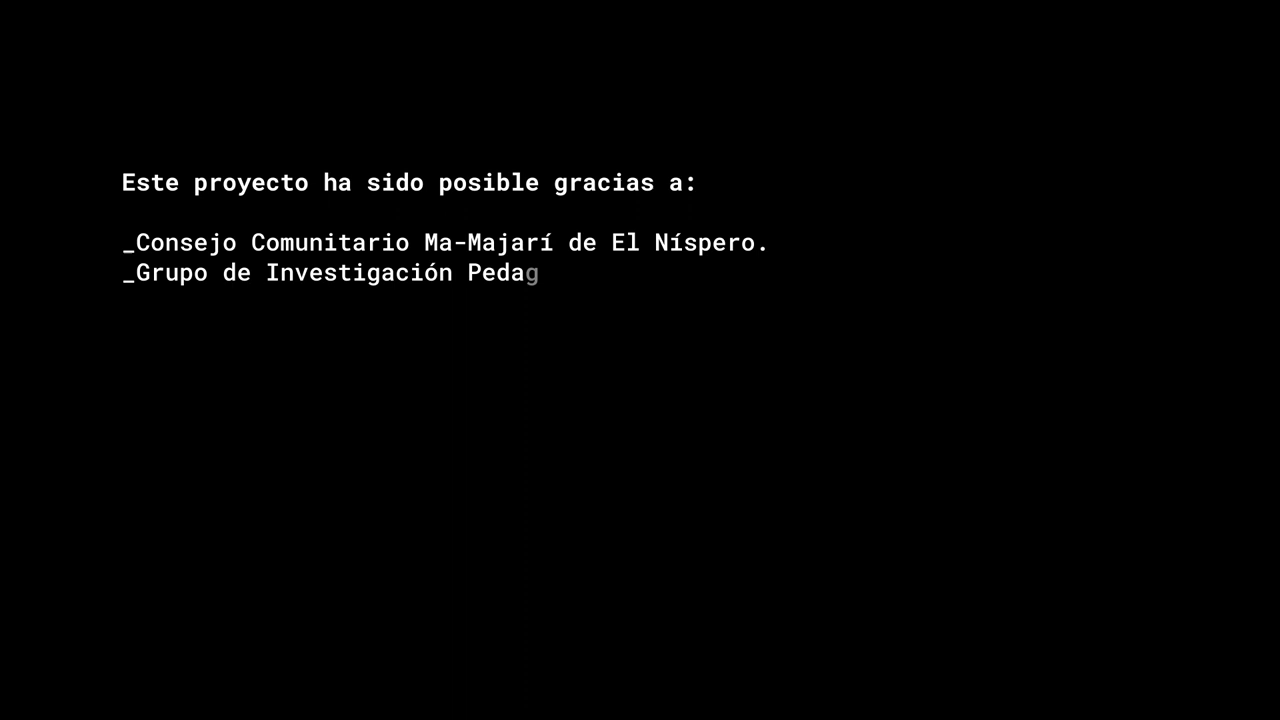 Este proyecto ha sido posible gracias a:
_Consejo Comunitario Ma-Majarí de El Níspero.
_Grupo de Investigación Pedag